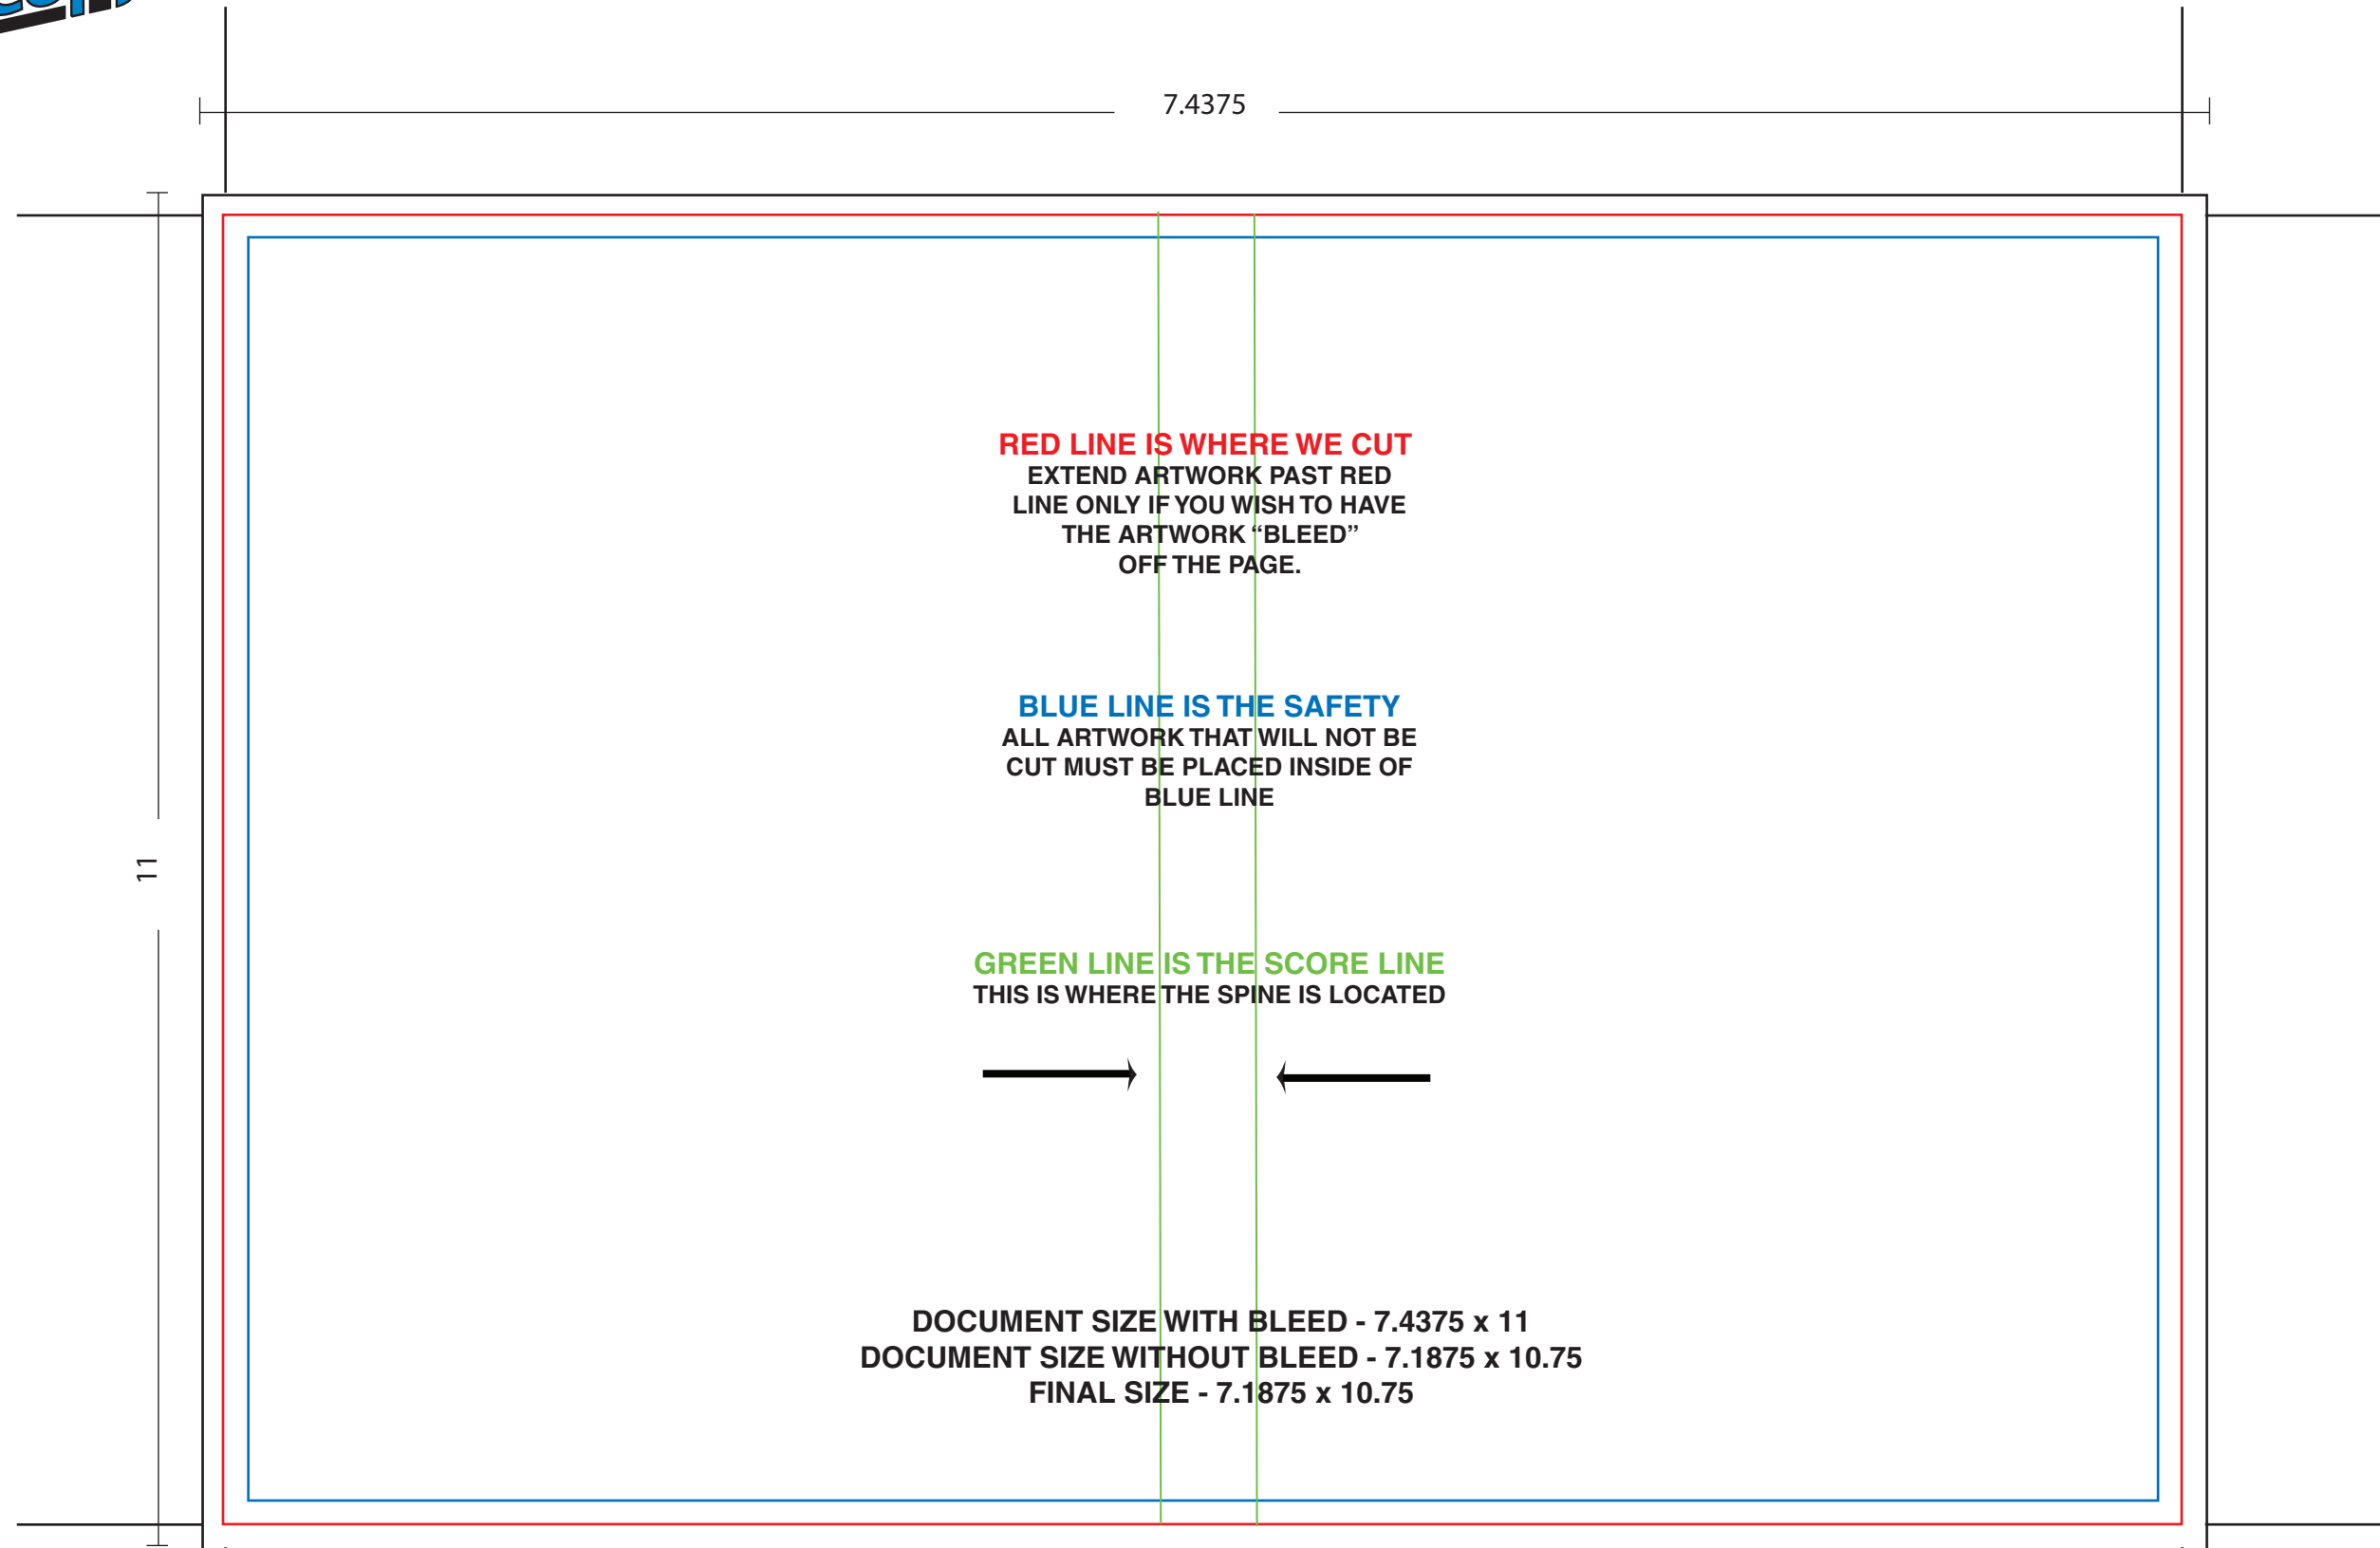 7.4375
11
RED LINE IS WHERE WE CUT
EXTEND ARTWORK PAST RED
LINE ONLY IF YOU WISH TO HAVE
THE ARTWORK “BLEED”
OFF THE PAGE.
BLUE LINE IS THE SAFETY
ALL ARTWORK THAT WILL NOT BE
CUT MUST BE PLACED INSIDE OF
BLUE LINE
GREEN LINE IS THE SCORE LINE
THIS IS WHERE THE SPINE IS LOCATED
DOCUMENT SIZE WITH BLEED - 7.4375 x 11
DOCUMENT SIZE WITHOUT BLEED - 7.1875 x 10.75
FINAL SIZE - 7.1875 x 10.75